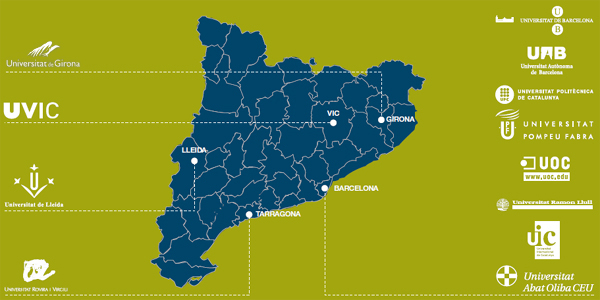 Universitat de Girona
UVIC
LLEIDA
Universitat de Lleida
UNIVERSITAT ROVIRA I VIRGILI
VIC
GIRONA
BARCELONA
TARRAGONA
U
UNIVERSITAT DE BARCELONA
B
UAB
Universitat Autònoma
de Barcelona
UNIVERSITAT POLITÈCNICA
DE CATALUNYA
UPF
UNIVERSITAT
POMPEU FABRA
UOC
www.uoc.edu
Universitat Ramon Llull
uic
Universitat
Abat Oliba CEU